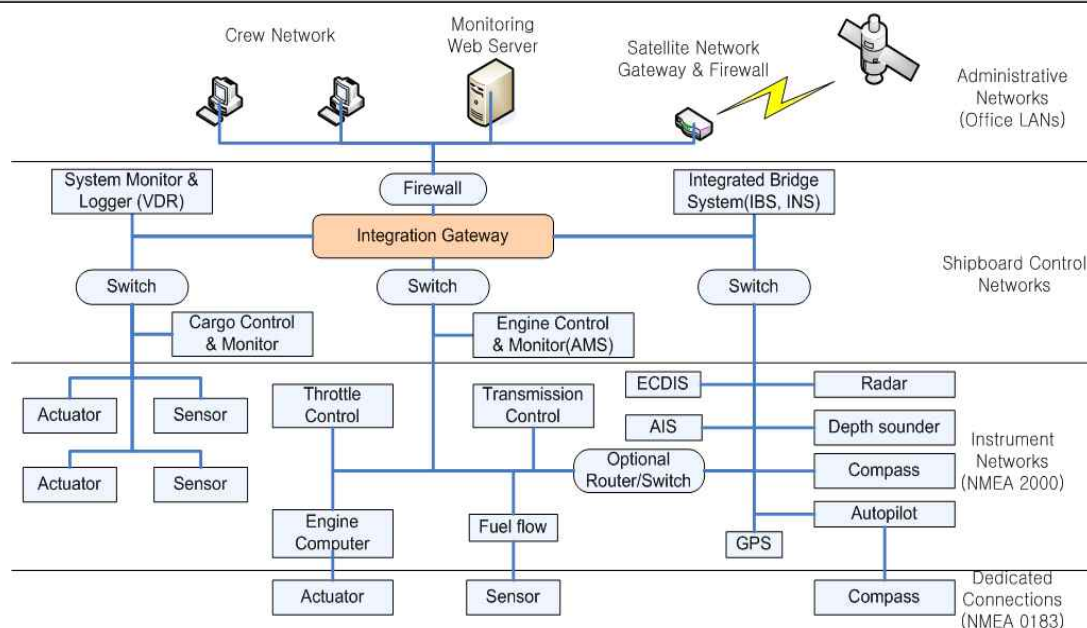 Crew Network
Monitoring
Web Server
Satellite Network
Gateway & Firewall
Administrative
Networks
(Office LANs)
System Monitor &
Logger (VDR)
Firewall
Integrated Bridge
System(IBS, INS)
Integration Gateway
Switch
Switch
Switch
Shipboard Control
Networks
Cargo Control
& Monitor
Engine Control
& Monitor(AMS)
Actuator
Sensor
Actuator
Sensor
Throttle
Control
Transmission
Control
ECDIS
Radar
AIS
Depth sounder
Optional
Router/Switch
Compass
Instrument
Networks
(NMEA 2000)
Engine
Computer
Fuel flow
GPS
Autopilot
Actuator
Sensor
Compass
Dedicated
Connections
(NMEA 0183)